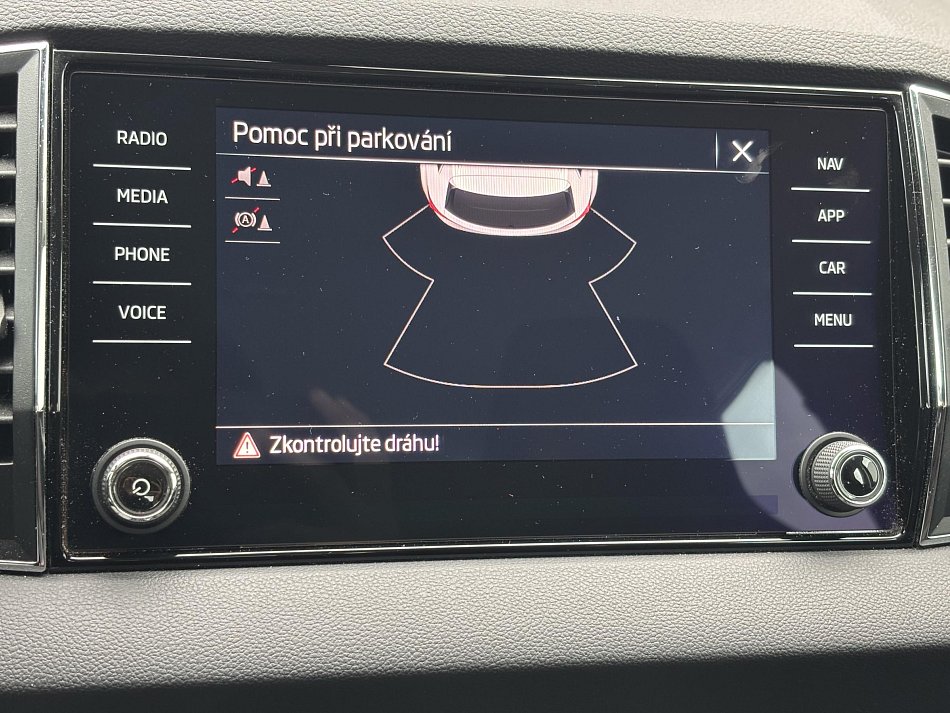 Pomoc při parkování
RADIO
MEDIA
PHONE
VOICE
A
Zkontrolujte dráhu!
NAV
APP
CAR
MENU